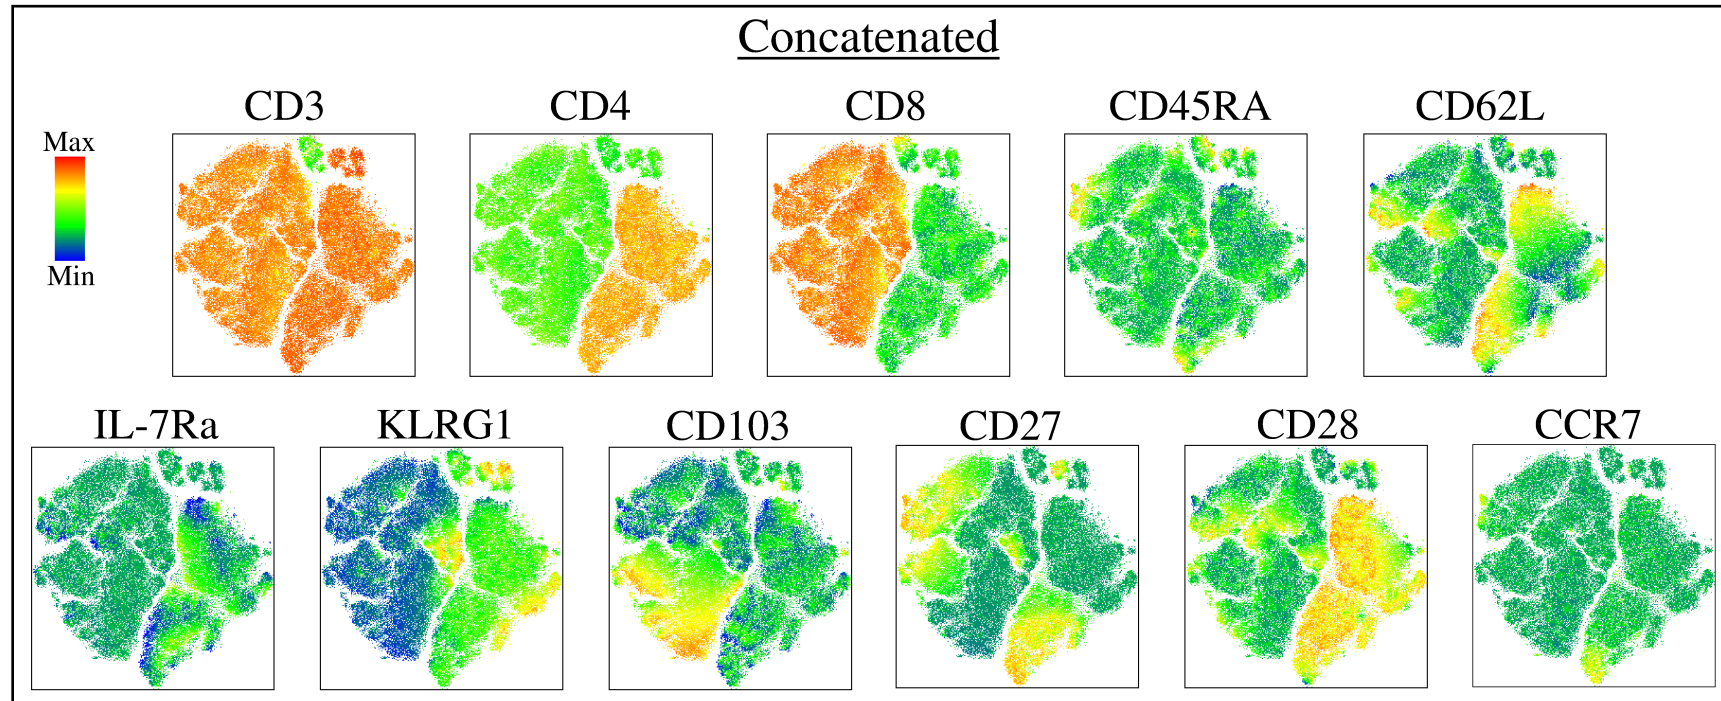 Concatenated
CD3 CD4 CD8 CD45RA CD62L
Max
Min
IL-7Ra KLRG1 CD103 CD27 CD28 CCR7